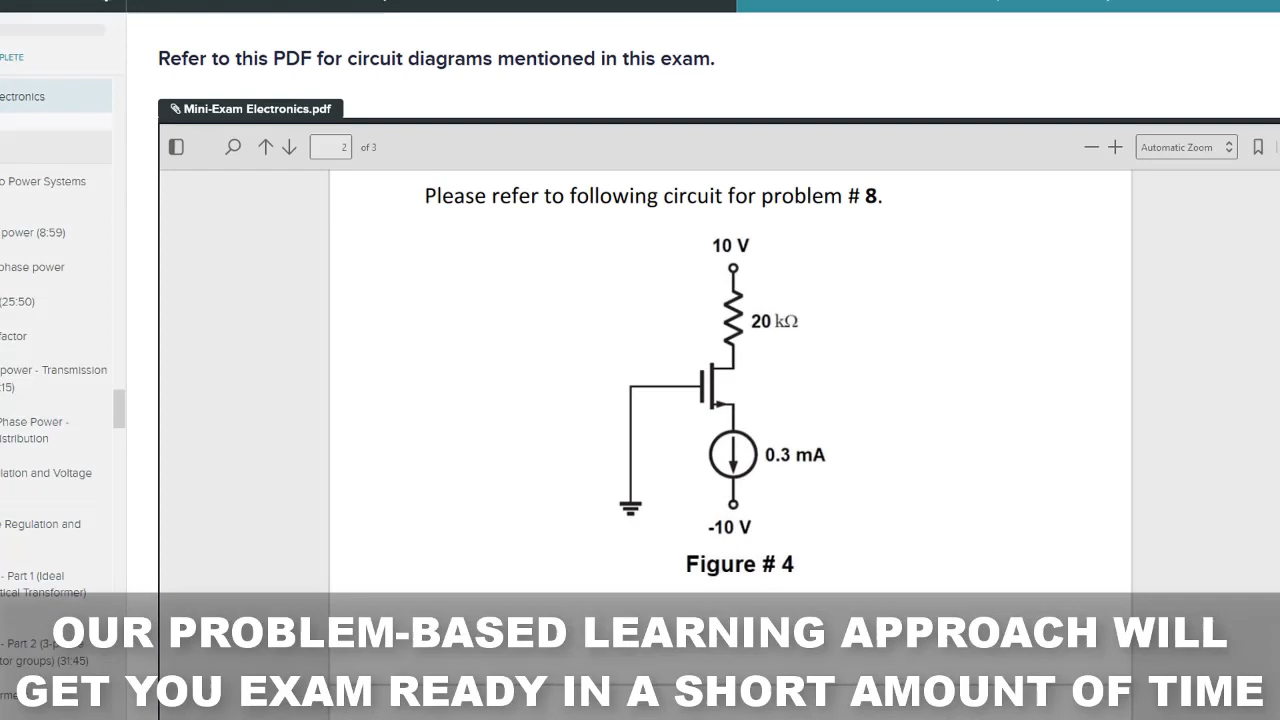 PLETE
ectronics
o Power Systems
power (8:59)
phase power
(25:50)
factor
power - Transmission
:15)
Phase Power -
istribution
lation and Voltage
e Regulation and
- Part 1 (Ideal
tical Transformer)
- Part 2 (3-p
tor groups) (31:45)
Refer to this PDF for circuit diagrams mentioned in this exam.
Mini-Exam Electronics.pdf
2 of 3
Automatic Zoom
Please refer to following circuit for problem # 8.
10 V
20 kΩ
0.3 mA
-10 V
Figure # 4
OUR PROBLEM-BASED LEARNING APPROACH WILL
GET YOU EXAM READY IN A SHORT AMOUNT OF TIME